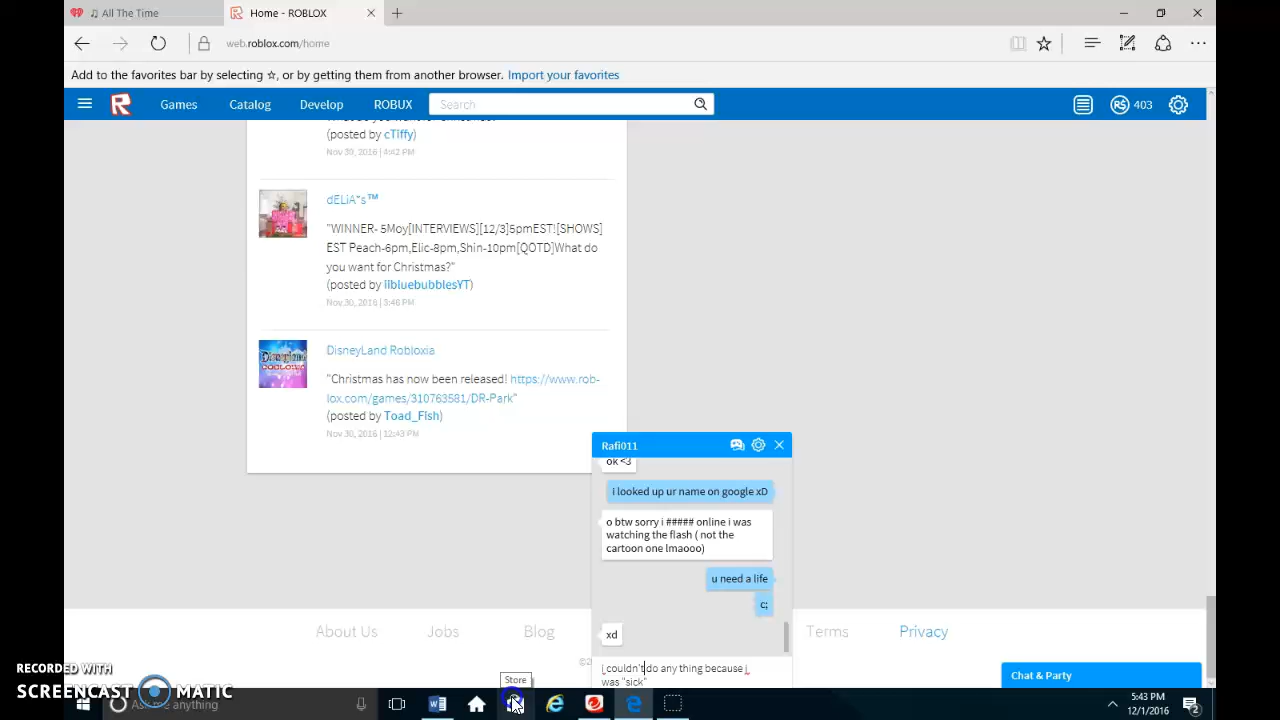 All The Time
Home - ROBLOX
web.roblox.com/home
Add to the favorites bar by selecting ☆, or by getting them from another browser. Import your favorites
Games Catalog Develop ROBUX Search 403
(posted by cTiffy)
Nov 30, 2016 | 4:42 PM
dELiA*s™
"WINNER- 5Moy[INTERVIEWS][12/3]5pmEST![SHOWS]
EST Peach-6pm,Elic-8pm,Shin-10pm[QOTD]What do
you want for Christmas?"
(posted by iibluebubblesYT)
Nov 30, 2016 | 3:46 PM
DisneyLand Robloxia
"Christmas has now been released! https://www.rob-
lox.com/games/310763581/DR-Park"
(posted by Toad_Fish)
Nov 30, 2016 | 12:43 PM
Rafi011
ok <3
i looked up ur name on google xD
o btw sorry i ##### online i was
watching the flash ( not the
cartoon one lmaooo)
u need a life
c;
xd
i couldn't do any thing because i
was "sick"
About Us Jobs Blog Terms Privacy
Chat & Party
Store
RECORDED WITH
SCREENCAST MATIC
Ask me anything
5:43 PM
12/1/2016
2